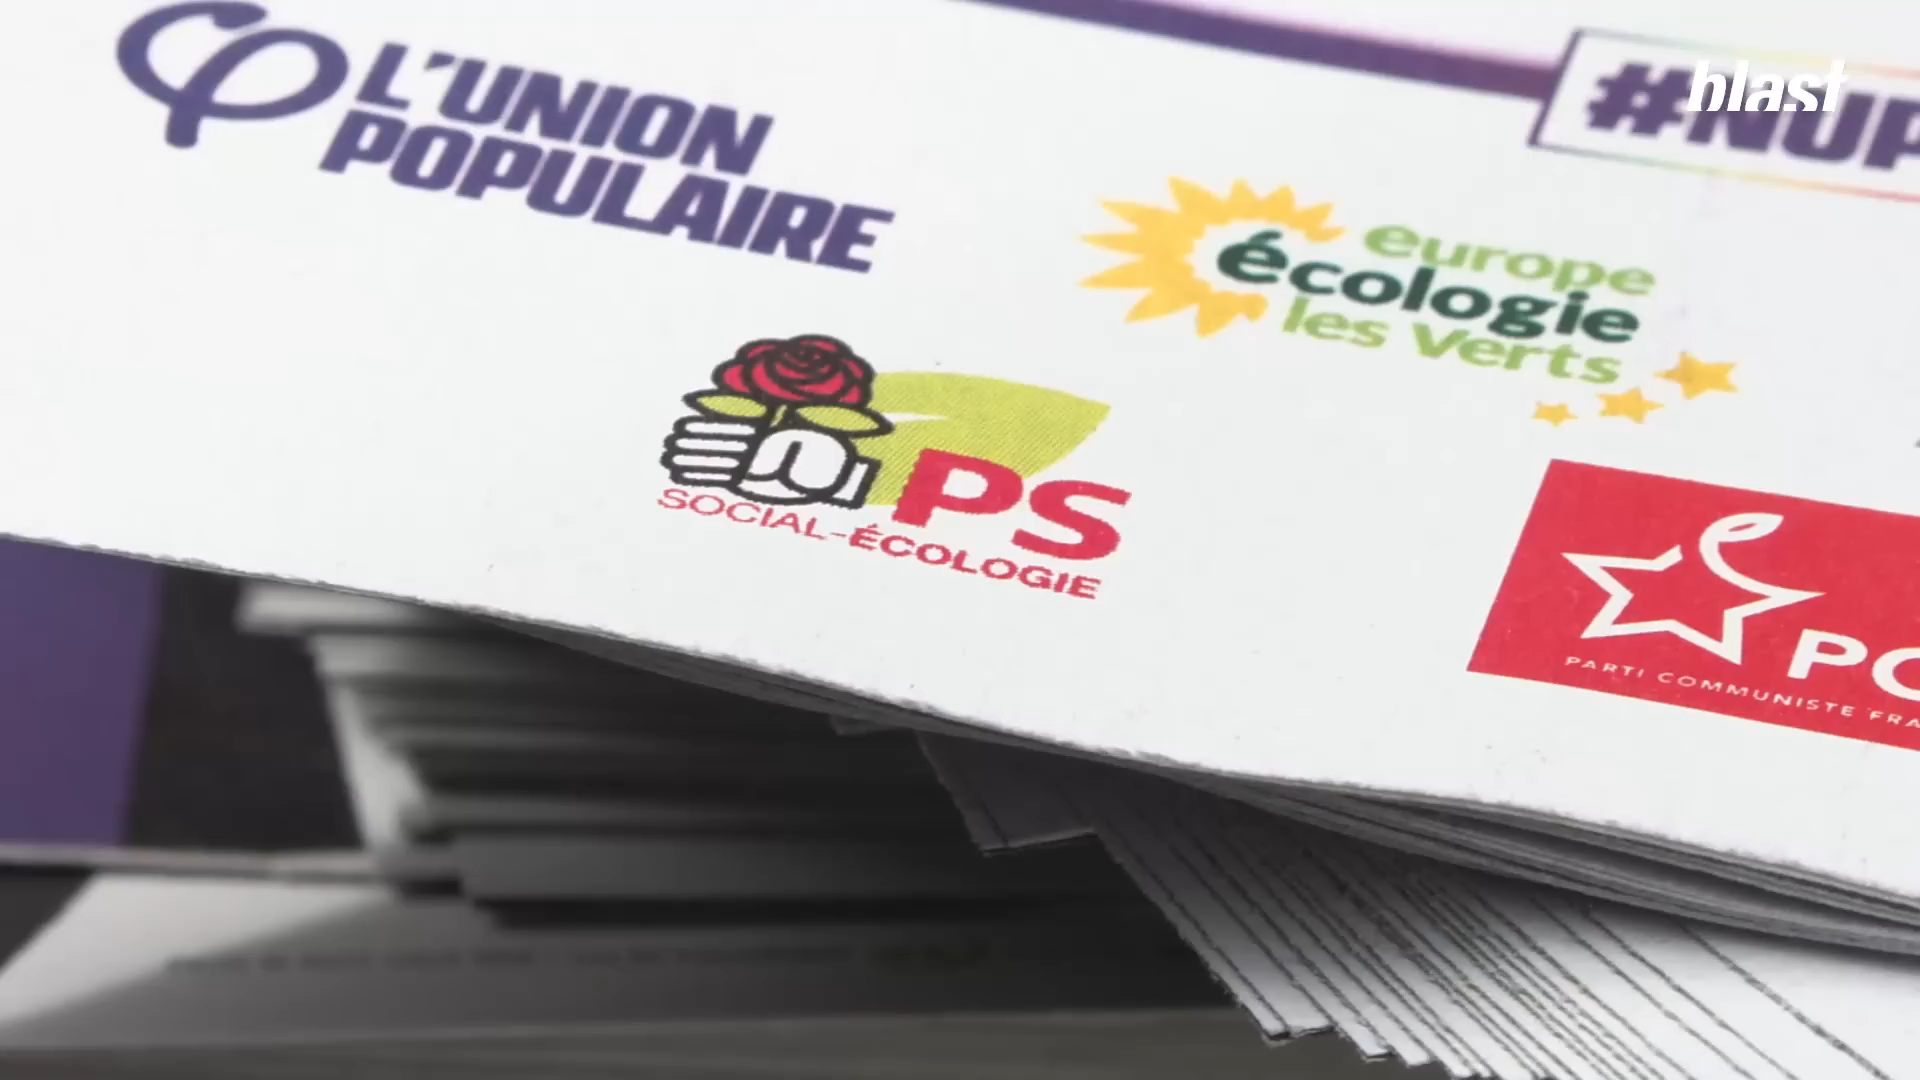 L'UNION
POPULAIRE
blast
#NUP
europe
écologie
les verts
PS
SOCIAL-ÉCOLOGIE
PC
PARTI COMMUNISTE FRA